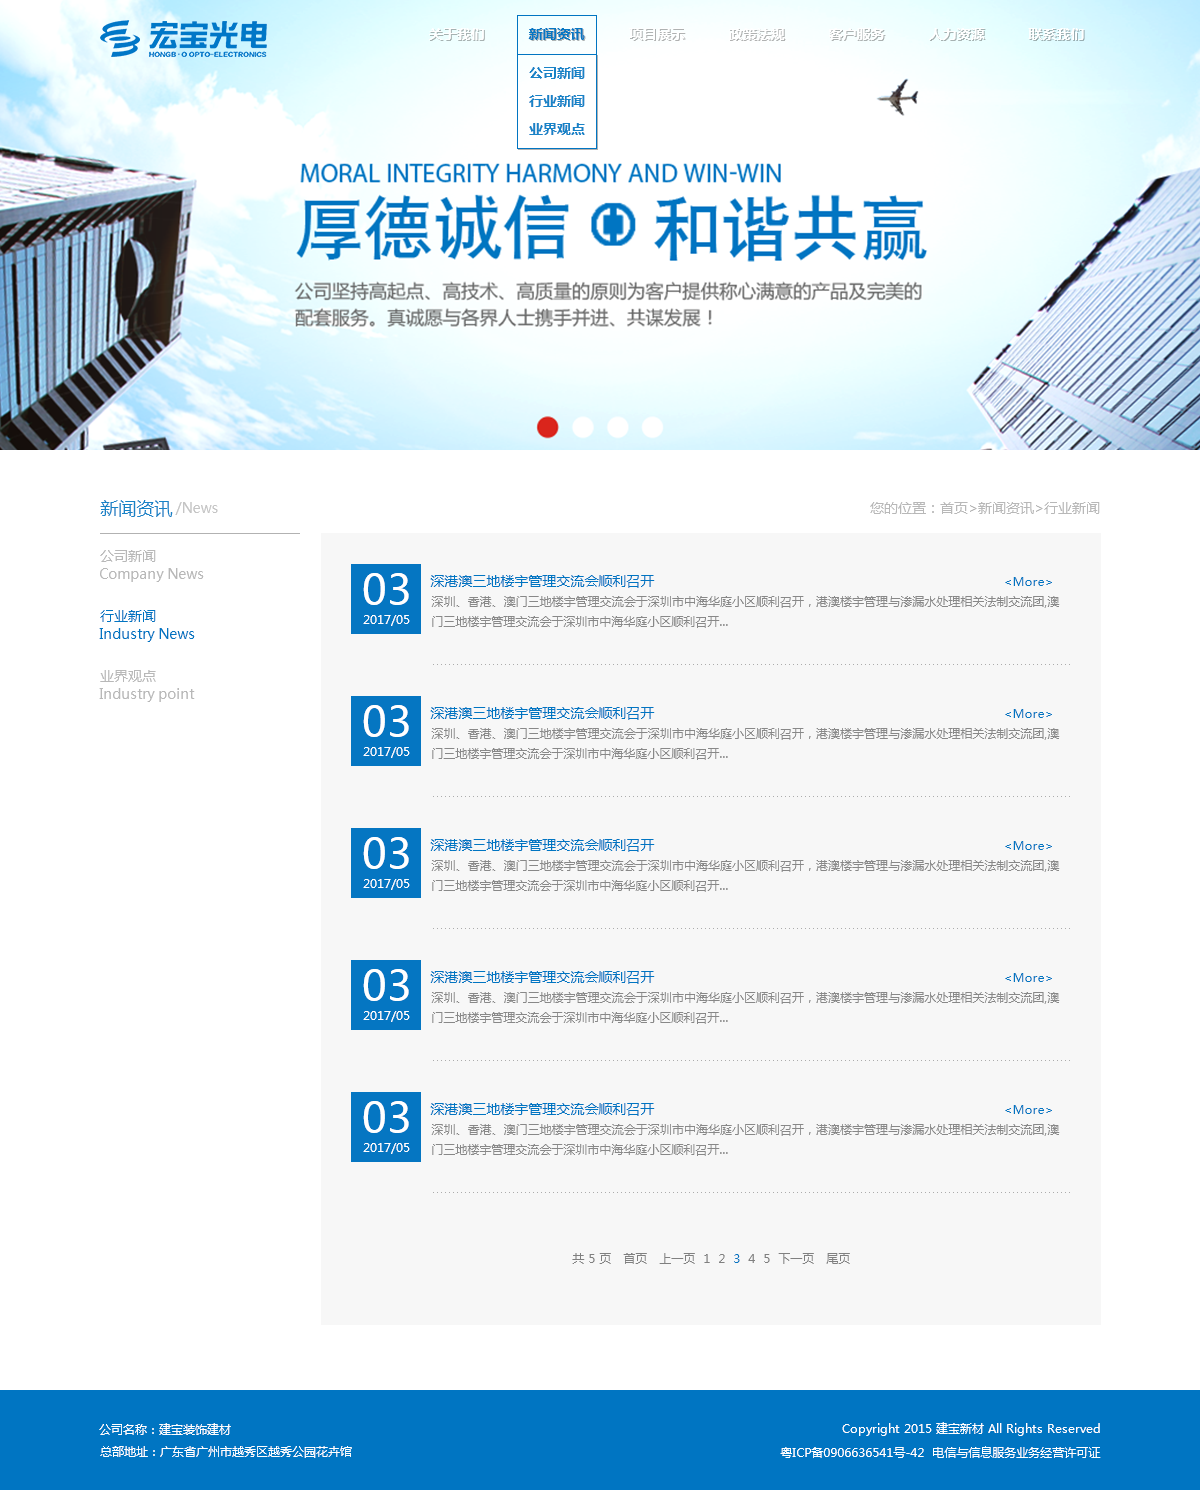 宏宝光电
HONGB·O OPTO-ELECTRONICS
关于我们 新闻资讯 项目展示 政策法规 客户服务 人力资源 联系我们
公司新闻
行业新闻
业界观点
MORAL INTEGRITY HARMONY AND WIN-WIN
厚德诚信 和谐共赢
公司坚持高起点、高技术、高质量的原则为客户提供称心满意的产品及完美的
配套服务。真诚愿与各界人士携手并进、共谋发展！
新闻资讯 /News
您的位置：首页>新闻资讯>行业新闻
公司新闻
Company News
行业新闻
Industry News
业界观点
Industry point
03
2017/05
深港澳三地楼宇管理交流会顺利召开 <More>
深圳、香港、澳门三地楼宇管理交流会于深圳市中海华庭小区顺利召开，港澳楼宇管理与渗漏水处理相关法制交流团,澳
门三地楼宇管理交流会于深圳市中海华庭小区顺利召开...
03
2017/05
深港澳三地楼宇管理交流会顺利召开 <More>
深圳、香港、澳门三地楼宇管理交流会于深圳市中海华庭小区顺利召开，港澳楼宇管理与渗漏水处理相关法制交流团,澳
门三地楼宇管理交流会于深圳市中海华庭小区顺利召开...
03
2017/05
深港澳三地楼宇管理交流会顺利召开 <More>
深圳、香港、澳门三地楼宇管理交流会于深圳市中海华庭小区顺利召开，港澳楼宇管理与渗漏水处理相关法制交流团,澳
门三地楼宇管理交流会于深圳市中海华庭小区顺利召开...
03
2017/05
深港澳三地楼宇管理交流会顺利召开 <More>
深圳、香港、澳门三地楼宇管理交流会于深圳市中海华庭小区顺利召开，港澳楼宇管理与渗漏水处理相关法制交流团,澳
门三地楼宇管理交流会于深圳市中海华庭小区顺利召开...
03
2017/05
深港澳三地楼宇管理交流会顺利召开 <More>
深圳、香港、澳门三地楼宇管理交流会于深圳市中海华庭小区顺利召开，港澳楼宇管理与渗漏水处理相关法制交流团,澳
门三地楼宇管理交流会于深圳市中海华庭小区顺利召开...
共 5 页 首页 上一页 1 2 3 4 5 下一页 尾页
公司名称：建宝装饰建材
总部地址：广东省广州市越秀区越秀公园花卉馆
Copyright 2015 建宝新材 All Rights Reserved
粤ICP备0906636541号-42 电信与信息服务业务经营许可证